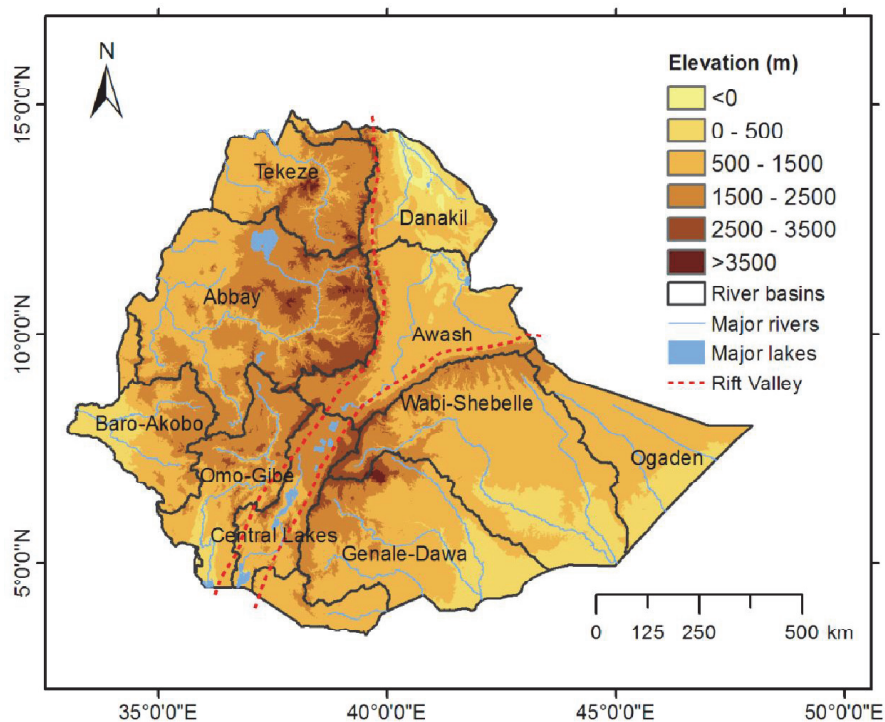 N
Elevation (m)
<0
0 - 500
500 - 1500
1500 - 2500
2500 - 3500
>3500
River basins
Major rivers
Major lakes
Rift Valley
15°0'0"N
10°0'0"N
5°0'0"N
Tekeze
Danakil
Abbay
Awash
Wabi-Shebelle
Baro-Akobo
Ogaden
Omo-Gibe
Central Lakes
Genale-Dawa
0 125 250 500 km
35°0'0"E 40°0'0"E 45°0'0"E 50°0'0"E